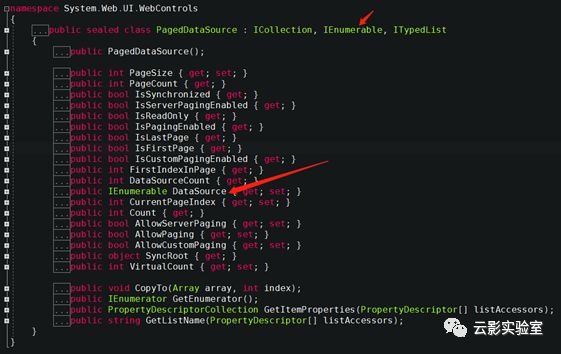 namespace System.Web.UI.WebControls
{
...public sealed class PagedDataSource : ICollection, IEnumerable, ITypedList
{
...public PagedDataSource();
...public int PageSize { get; set; }
...public int PageCount { get; }
...public bool IsSynchronized { get; }
...public bool IsServerPagingEnabled { get; }
...public bool IsReadOnly { get; }
...public bool IsPagingEnabled { get; }
...public bool IsLastPage { get; }
...public bool IsFirstPage { get; }
...public bool IsCustomPagingEnabled { get; }
...public int FirstIndexInPage { get; }
...public int DataSourceCount { get; }
...public IEnumerable DataSource { get; set; }
...public int CurrentPageIndex { get; set; }
...public int Count { get; }
...public bool AllowServerPaging { get; set; }
...public bool AllowPaging { get; set; }
...public bool AllowCustomPaging { get; set; }
...public object SyncRoot { get; }
...public int VirtualCount { get; set; }
...public void CopyTo(Array array, int index);
...public IEnumerator GetEnumerator();
...public PropertyDescriptorCollection GetItemProperties(PropertyDescriptor[] listAccessors);
...public string GetListName(PropertyDescriptor[] listAccessors);
}
}
云影实验室